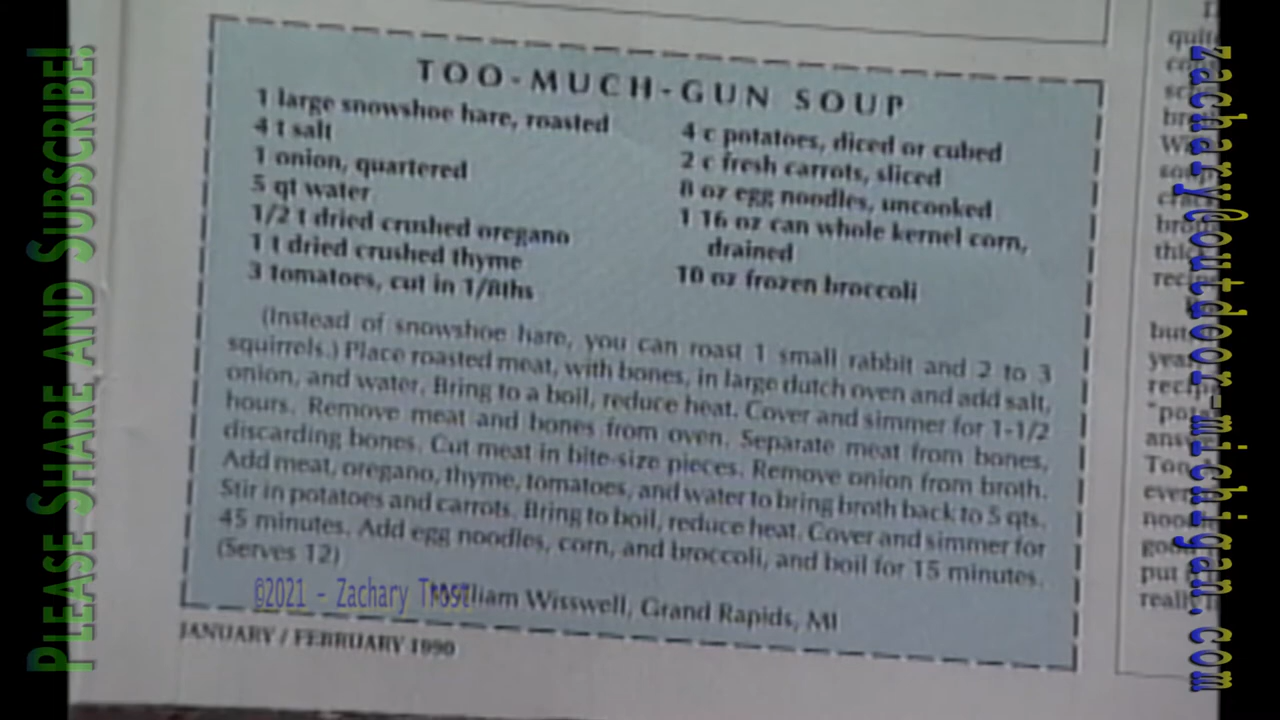 PLEASE SHARE AND SUBSCRIBE!
TOO-MUCH-GUN SOUP
1 large snowshoe hare, roasted
4 t salt
1 onion, quartered
5 qt water
1/2 t dried crushed oregano
1 t dried crushed thyme
3 tomatoes, cut in 1/8ths
4 c potatoes, diced or cubed
2 c fresh carrots, sliced
8 oz egg noodles, uncooked
1 16 oz can whole kernel corn,
drained
10 oz frozen broccoli
(Instead of snowshoe hare, you can roast 1 small rabbit and 2 to 3
squirrels.) Place roasted meat, with bones, in large dutch oven and add salt,
onion, and water. Bring to a boil, reduce heat. Cover and simmer for 1-1/2
hours. Remove meat and bones from oven. Separate meat from bones,
discarding bones. Cut meat in bite-size pieces. Remove onion from broth.
Add meat, oregano, thyme, tomatoes, and water to bring broth back to 5 qts.
Stir in potatoes and carrots. Bring to boil, reduce heat. Cover and simmer for
45 minutes. Add egg noodles, corn, and broccoli, and boil for 15 minutes.
(Serves 12)
Wisswell, Grand Rapids, MI
©2021 - Zachary Trost
JANUARY / FEBRUARY 1990
zachary@outdoor-michigan.com